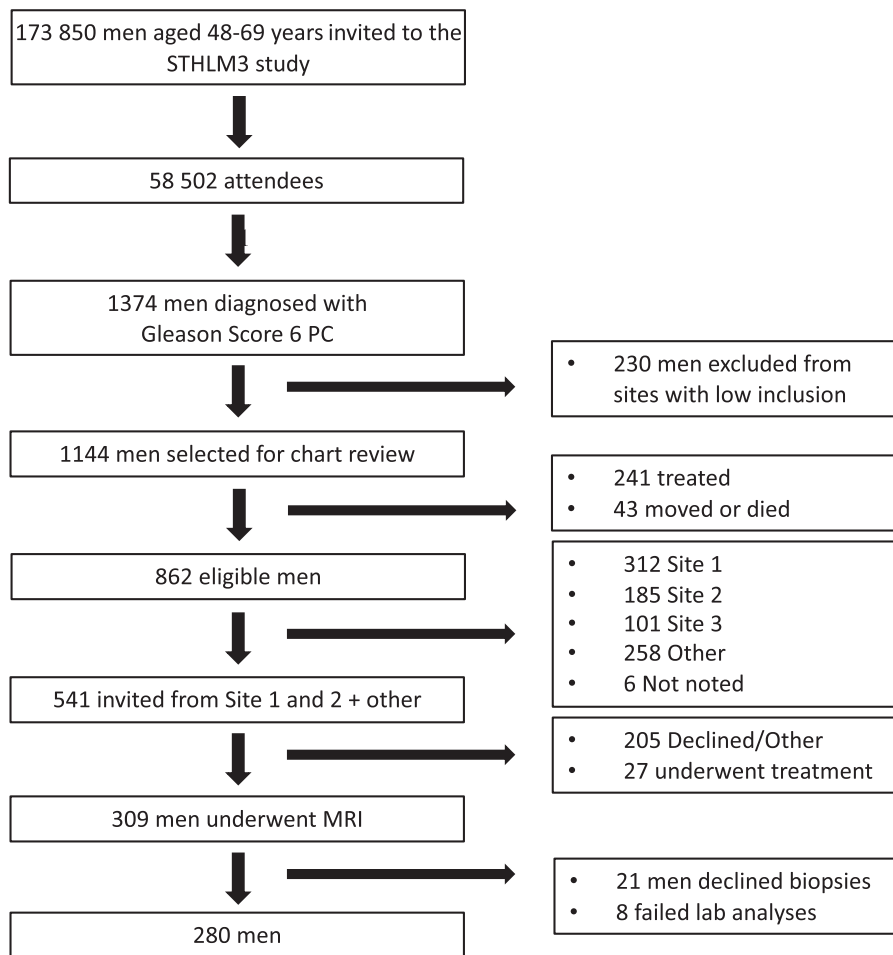 173 850 men aged 48-69 years invited to the
STHLM3 study
58 502 attendees
1374 men diagnosed with
Gleason Score 6 PC
• 230 men excluded from
sites with low inclusion
1144 men selected for chart review
• 241 treated
• 43 moved or died
862 eligible men
• 312 Site 1
• 185 Site 2
• 101 Site 3
• 258 Other
• 6 Not noted
541 invited from Site 1 and 2 + other
• 205 Declined/Other
• 27 underwent treatment
309 men underwent MRI
• 21 men declined biopsies
• 8 failed lab analyses
280 men